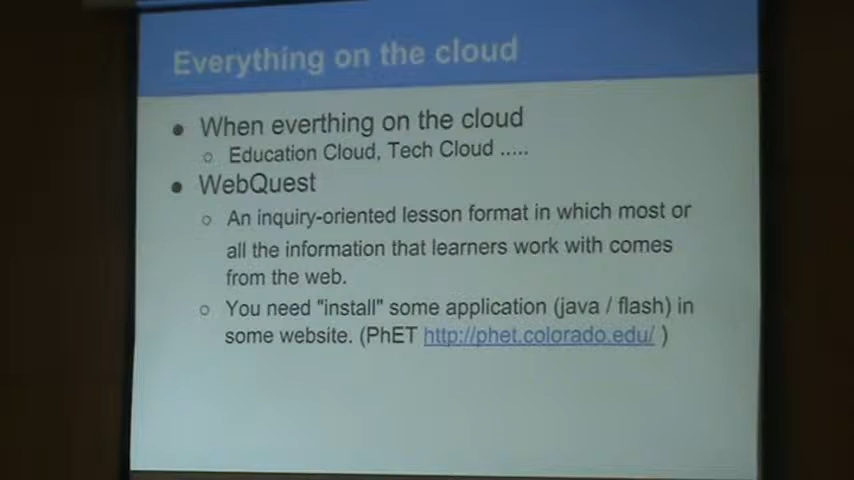 Everything on the cloud
● When everthing on the cloud
○ Education Cloud, Tech Cloud .....
● WebQuest
○ An inquiry-oriented lesson format in which most or
all the information that learners work with comes
from the web.
○ You need "install" some application (java / flash) in
some website. (PhET http://phet.colorado.edu/ )